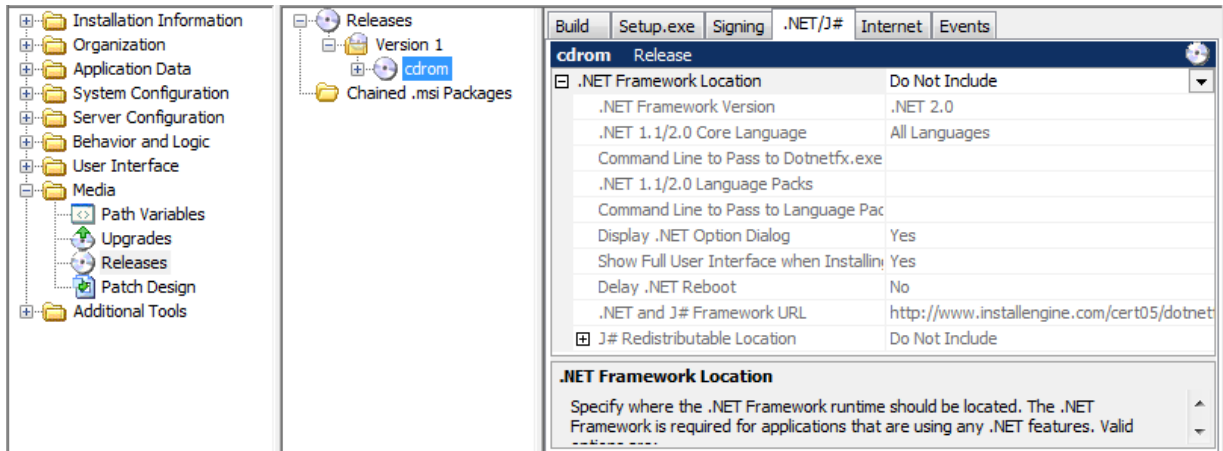 Installation Information
Organization
Application Data
System Configuration
Server Configuration
Behavior and Logic
User Interface
Media
Path Variables
Upgrades
Releases
Patch Design
Additional Tools
Releases
Version 1
cdrom
Chained .msi Packages
Build Setup.exe Signing .NET/J# Internet Events
cdrom Release
.NET Framework Location Do Not Include
.NET Framework Version .NET 2.0
.NET 1.1/2.0 Core Language All Languages
Command Line to Pass to Dotnetfx.exe
.NET 1.1/2.0 Language Packs
Command Line to Pass to Language Pac
Display .NET Option Dialog Yes
Show Full User Interface when Installin Yes
Delay .NET Reboot No
.NET and J# Framework URL http://www.installengine.com/cert05/dotnet
J# Redistributable Location Do Not Include
.NET Framework Location
Specify where the .NET Framework runtime should be located. The .NET
Framework is required for applications that are using any .NET features. Valid